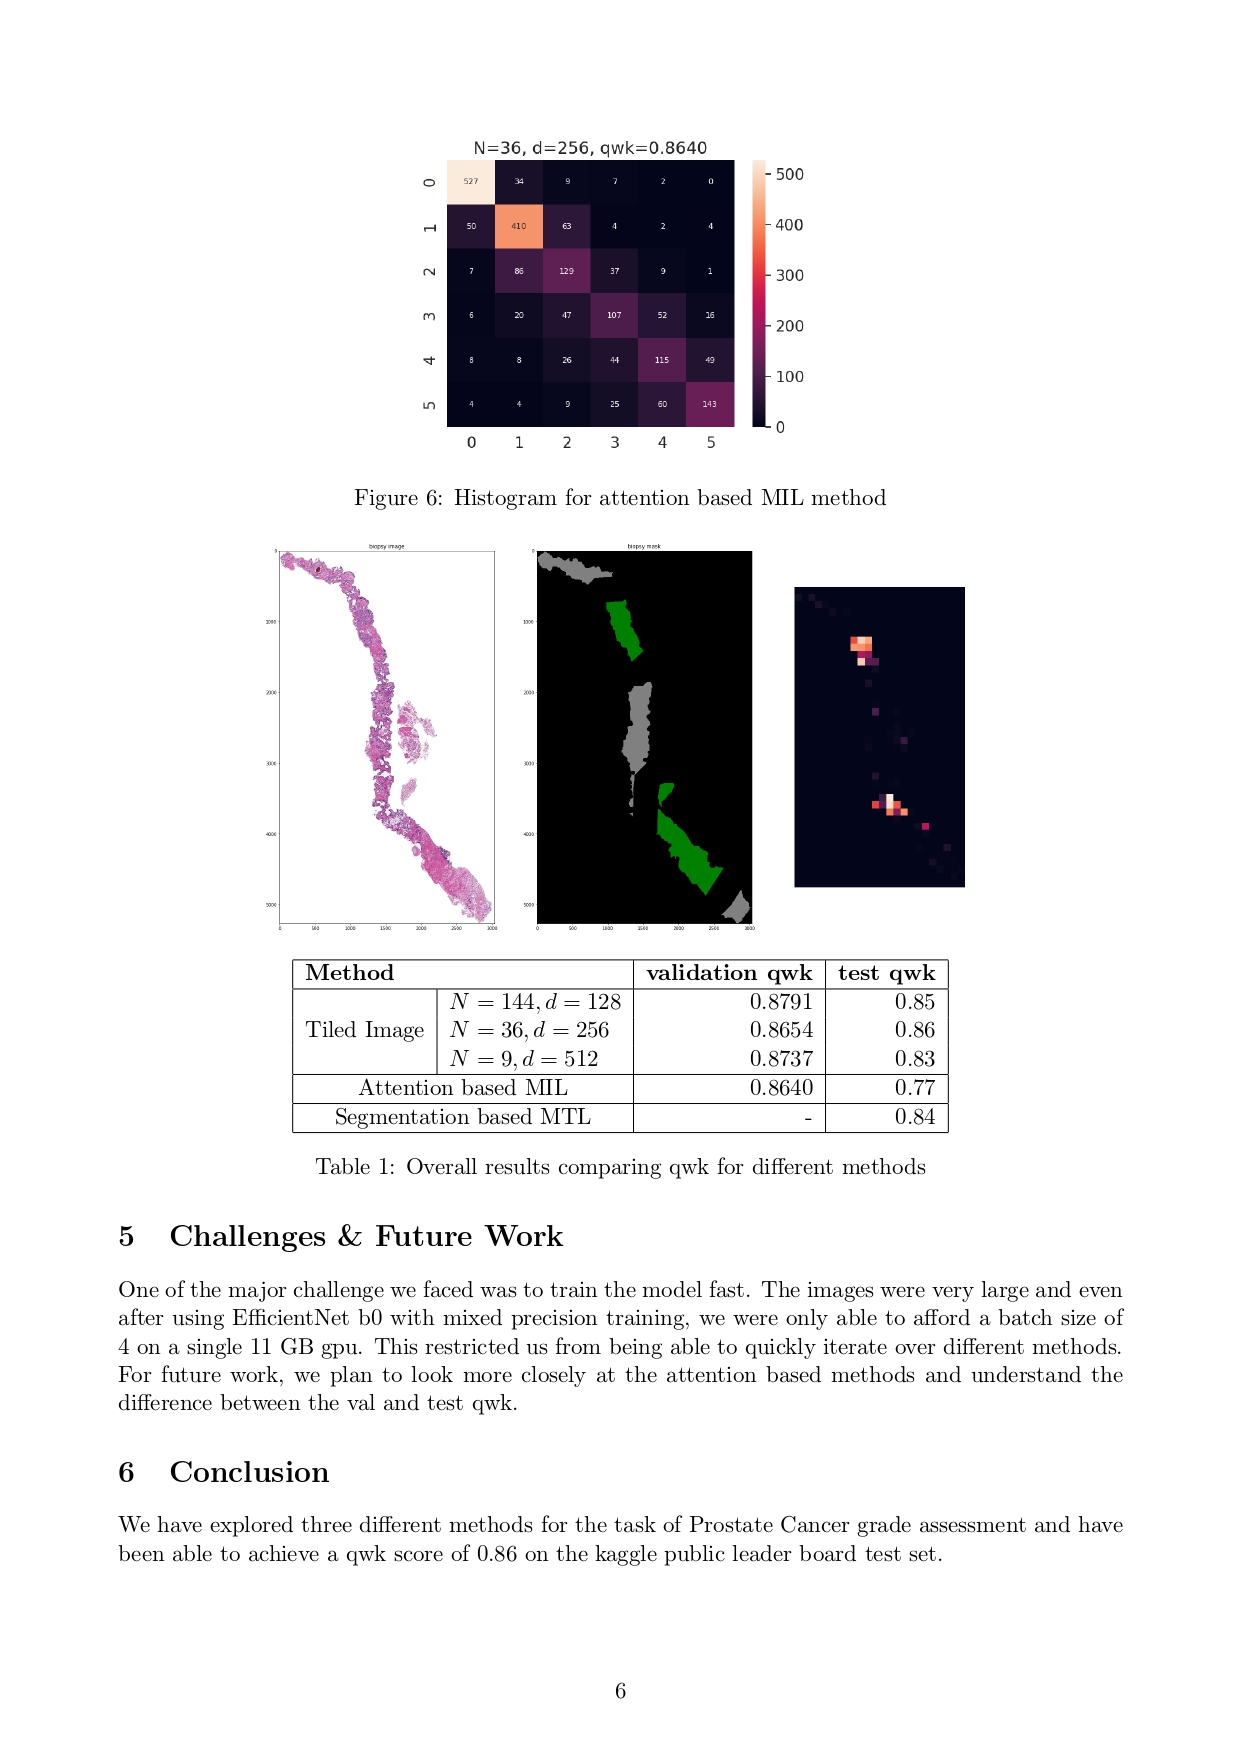 N=36, d=256, qwk=0.8640
0 527 34 9 7 2 0
1 50 410 63 4 2 4
2 7 86 129 37 9 1
3 6 20 47 107 52 16
4 8 8 26 44 115 49
5 4 4 9 25 60 143
0 1 2 3 4 5
500
400
300
200
100
0
Figure 6: Histogram for attention based MIL method
biopsy image
0
1000
2000
3000
4000
5000
0 500 1000 1500 2000 2500 3000
biopsy mask
0
1000
2000
3000
4000
5000
0 500 1000 1500 2000 2500 3000
Method validation qwk test qwk
Tiled Image N = 144, d = 128 0.8791 0.85
N = 36, d = 256 0.8654 0.86
N = 9, d = 512 0.8737 0.83
Attention based MIL 0.8640 0.77
Segmentation based MTL - 0.84
Table 1: Overall results comparing qwk for different methods
5 Challenges & Future Work
One of the major challenge we faced was to train the model fast. The images were very large and even
after using EfficientNet b0 with mixed precision training, we were only able to afford a batch size of
4 on a single 11 GB gpu. This restricted us from being able to quickly iterate over different methods.
For future work, we plan to look more closely at the attention based methods and understand the
difference between the val and test qwk.
6 Conclusion
We have explored three different methods for the task of Prostate Cancer grade assessment and have
been able to achieve a qwk score of 0.86 on the kaggle public leader board test set.
6